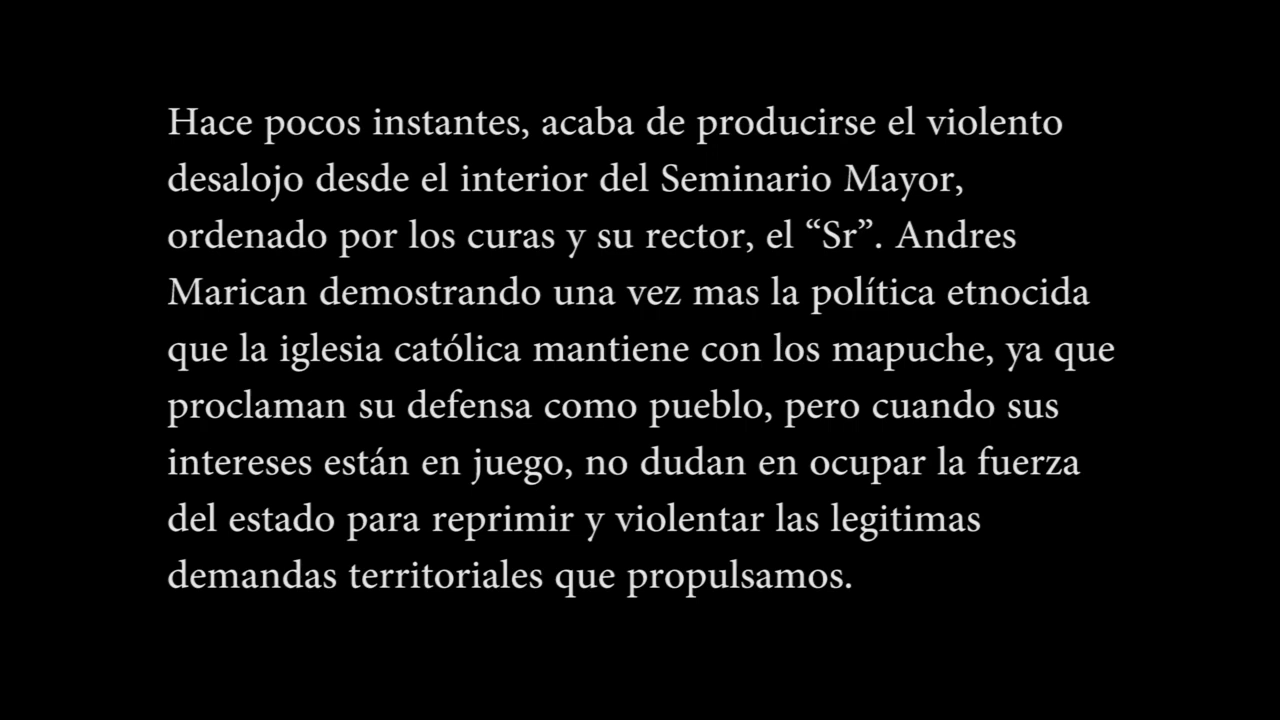 Hace pocos instantes, acaba de producirse el violento
desalojo desde el interior del Seminario Mayor,
ordenado por los curas y su rector, el “Sr”. Andres
Marican demostrando una vez mas la política etnocida
que la iglesia católica mantiene con los mapuche, ya que
proclaman su defensa como pueblo, pero cuando sus
intereses están en juego, no dudan en ocupar la fuerza
del estado para reprimir y violentar las legitimas
demandas territoriales que propulsamos.